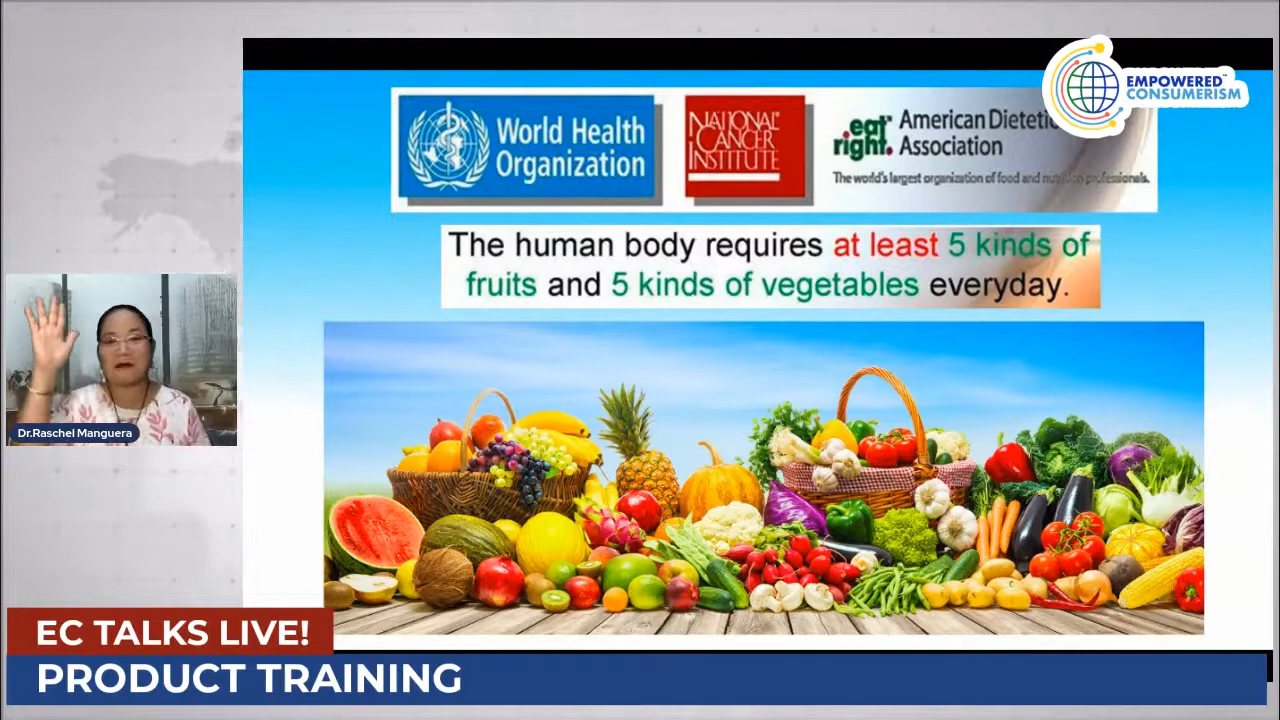 EMPOWERED™
CONSUMERISM
World Health
Organization
NATIONAL
CANCER
INSTITUTE
eat
right.
American Dietetic
Association
The world's largest organization of food and nutrition professionals.
The human body requires at least 5 kinds of
fruits and 5 kinds of vegetables everyday.
Dr.Raschel Manguera
EC TALKS LIVE!
PRODUCT TRAINING